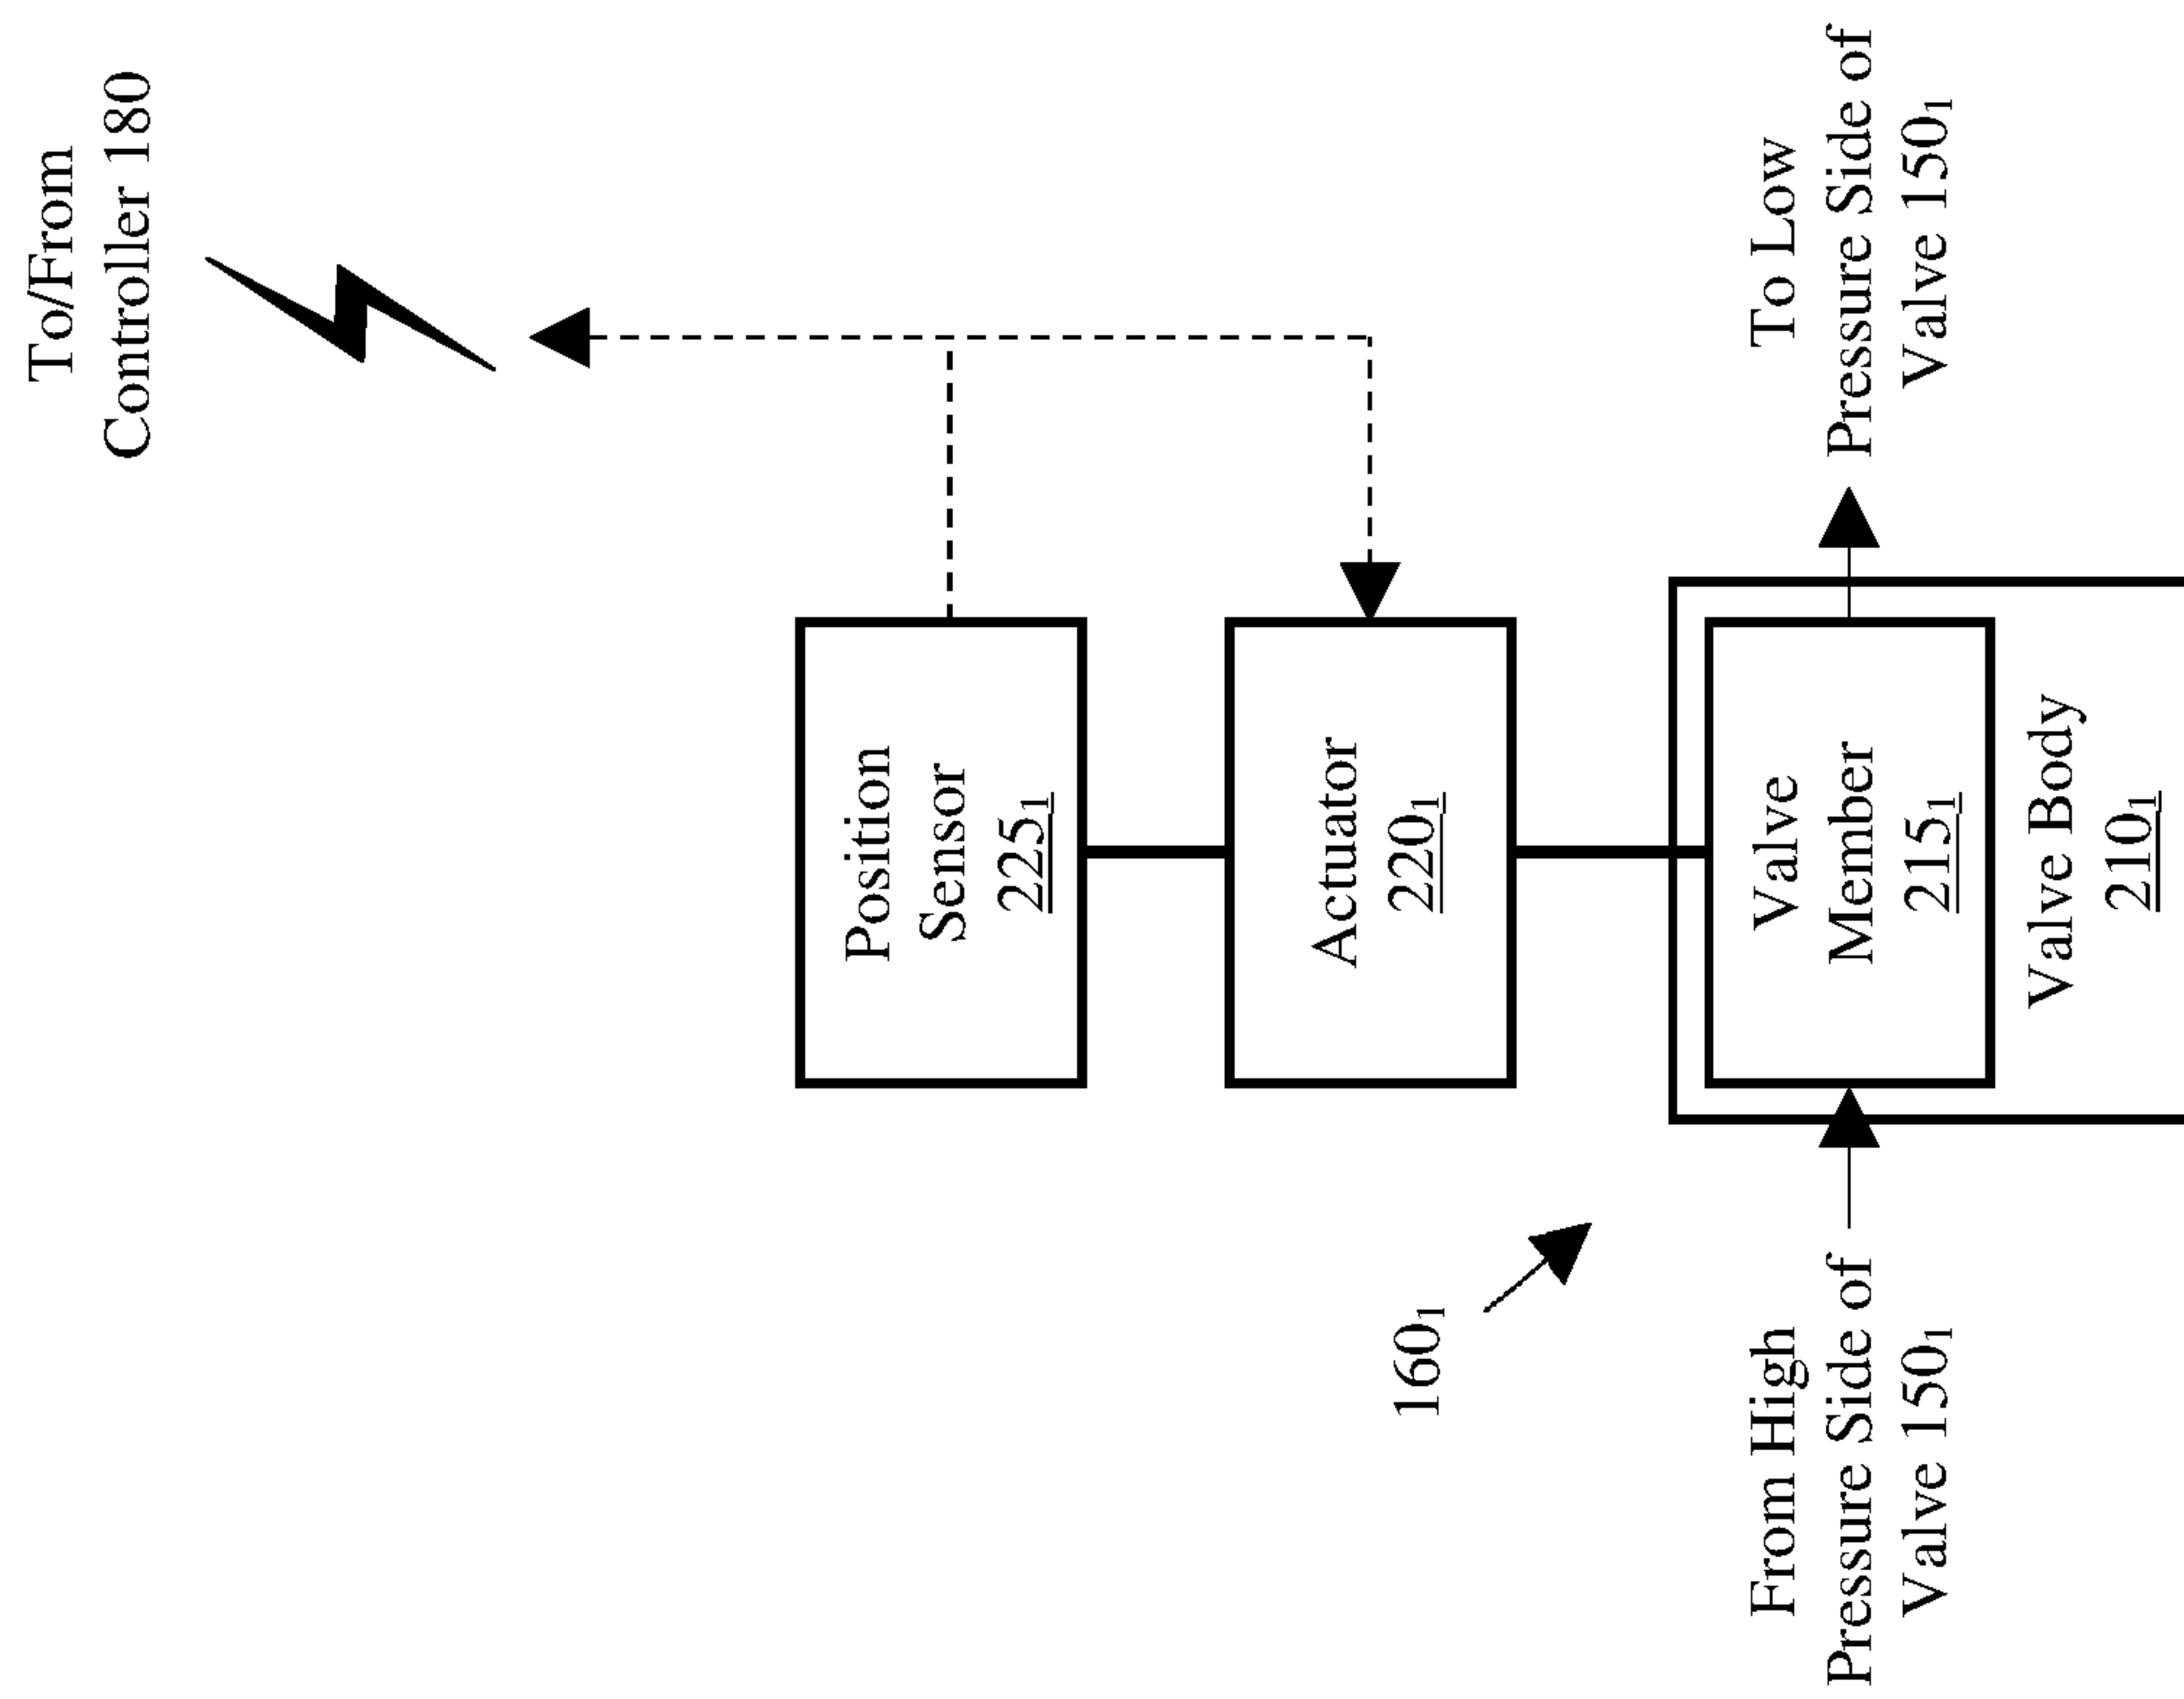 To/From
Controller 180
Position
Sensor
225₁
Actuator
220₁
160₁
From High
Pressure Side of
Valve 150₁
Valve
Member
215₁
To Low
Pressure Side of
Valve 150₁
Valve Body
210₁